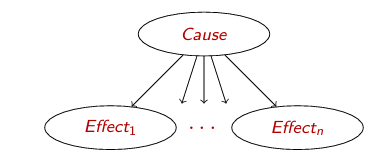 Cause
Effect₁ · · · Effectₙ